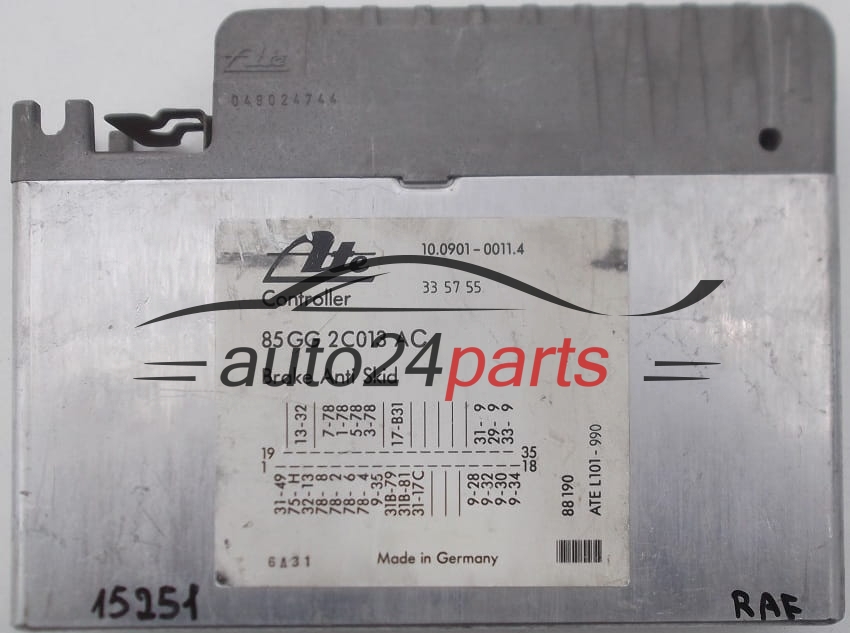 Ate
048024744
Ate
10.0901-0011.4
33 57 55
Controller
85GG 2C013 AC
auto24parts
Brake Anti Skid
13-32
7-78
1-78
5-78
3-78
17-B31
31- 9
29- 9
33- 9
19
35
1
18
31-49
75- H
32-13
78- 8
78- 2
78- 6
78- 4
9-35
31B-79
31B-81
31-17C
9-28
9-32
9-30
9-34
88190
ATE L101-990
6A31
Made in Germany
15251
RAF